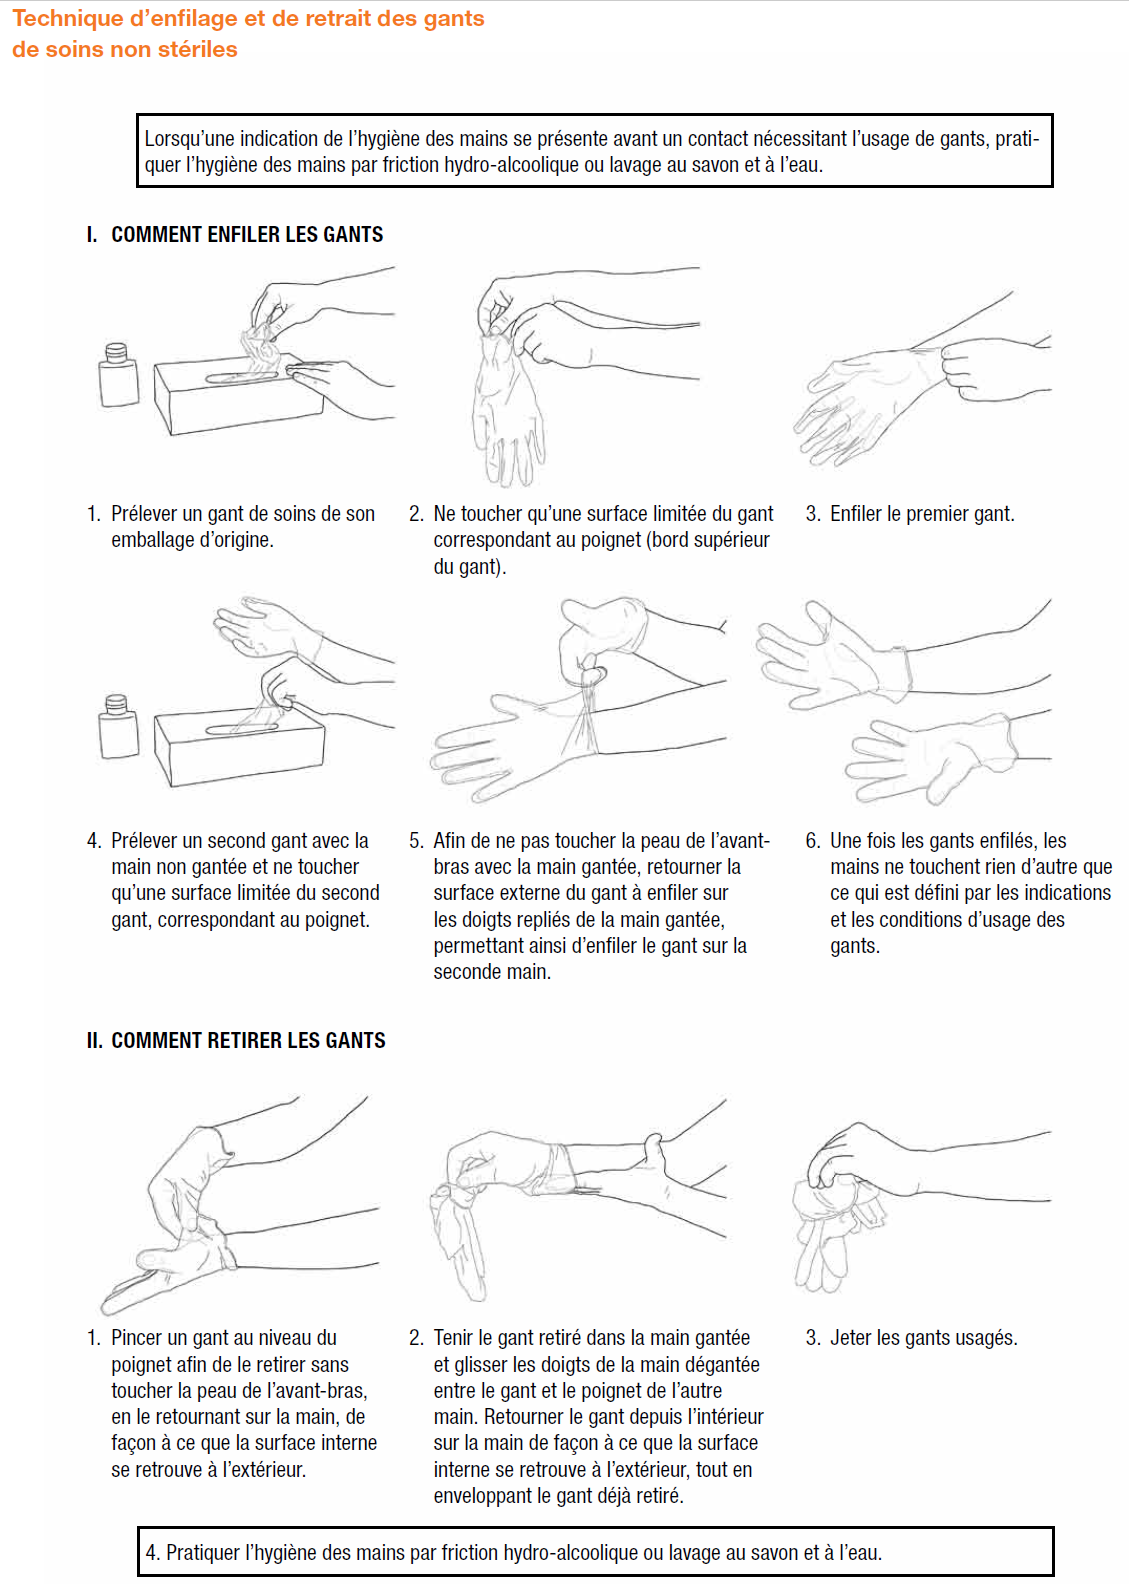 Technique d’enfilage et de retrait des gants
de soins non stériles
Lorsqu’une indication de l’hygiène des mains se présente avant un contact nécessitant l’usage de gants, prati-
quer l’hygiène des mains par friction hydro-alcoolique ou lavage au savon et à l’eau.
I. COMMENT ENFILER LES GANTS
1. Prélever un gant de soins de son
emballage d’origine.
2. Ne toucher qu’une surface limitée du gant
correspondant au poignet (bord supérieur
du gant).
3. Enfiler le premier gant.
4. Prélever un second gant avec la
main non gantée et ne toucher
qu’une surface limitée du second
gant, correspondant au poignet.
5. Afin de ne pas toucher la peau de l’avant-
bras avec la main gantée, retourner la
surface externe du gant à enfiler sur
les doigts repliés de la main gantée,
permettant ainsi d’enfiler le gant sur la
seconde main.
6. Une fois les gants enfilés, les
mains ne touchent rien d’autre que
ce qui est défini par les indications
et les conditions d’usage des
gants.
II. COMMENT RETIRER LES GANTS
1. Pincer un gant au niveau du
poignet afin de le retirer sans
toucher la peau de l’avant-bras,
en le retournant sur la main, de
façon à ce que la surface interne
se retrouve à l’extérieur.
2. Tenir le gant retiré dans la main gantée
et glisser les doigts de la main dégantée
entre le gant et le poignet de l’autre
main. Retourner le gant depuis l’intérieur
sur la main de façon à ce que la surface
interne se retrouve à l’extérieur, tout en
enveloppant le gant déjà retiré.
3. Jeter les gants usagés.
4. Pratiquer l’hygiène des mains par friction hydro-alcoolique ou lavage au savon et à l’eau.